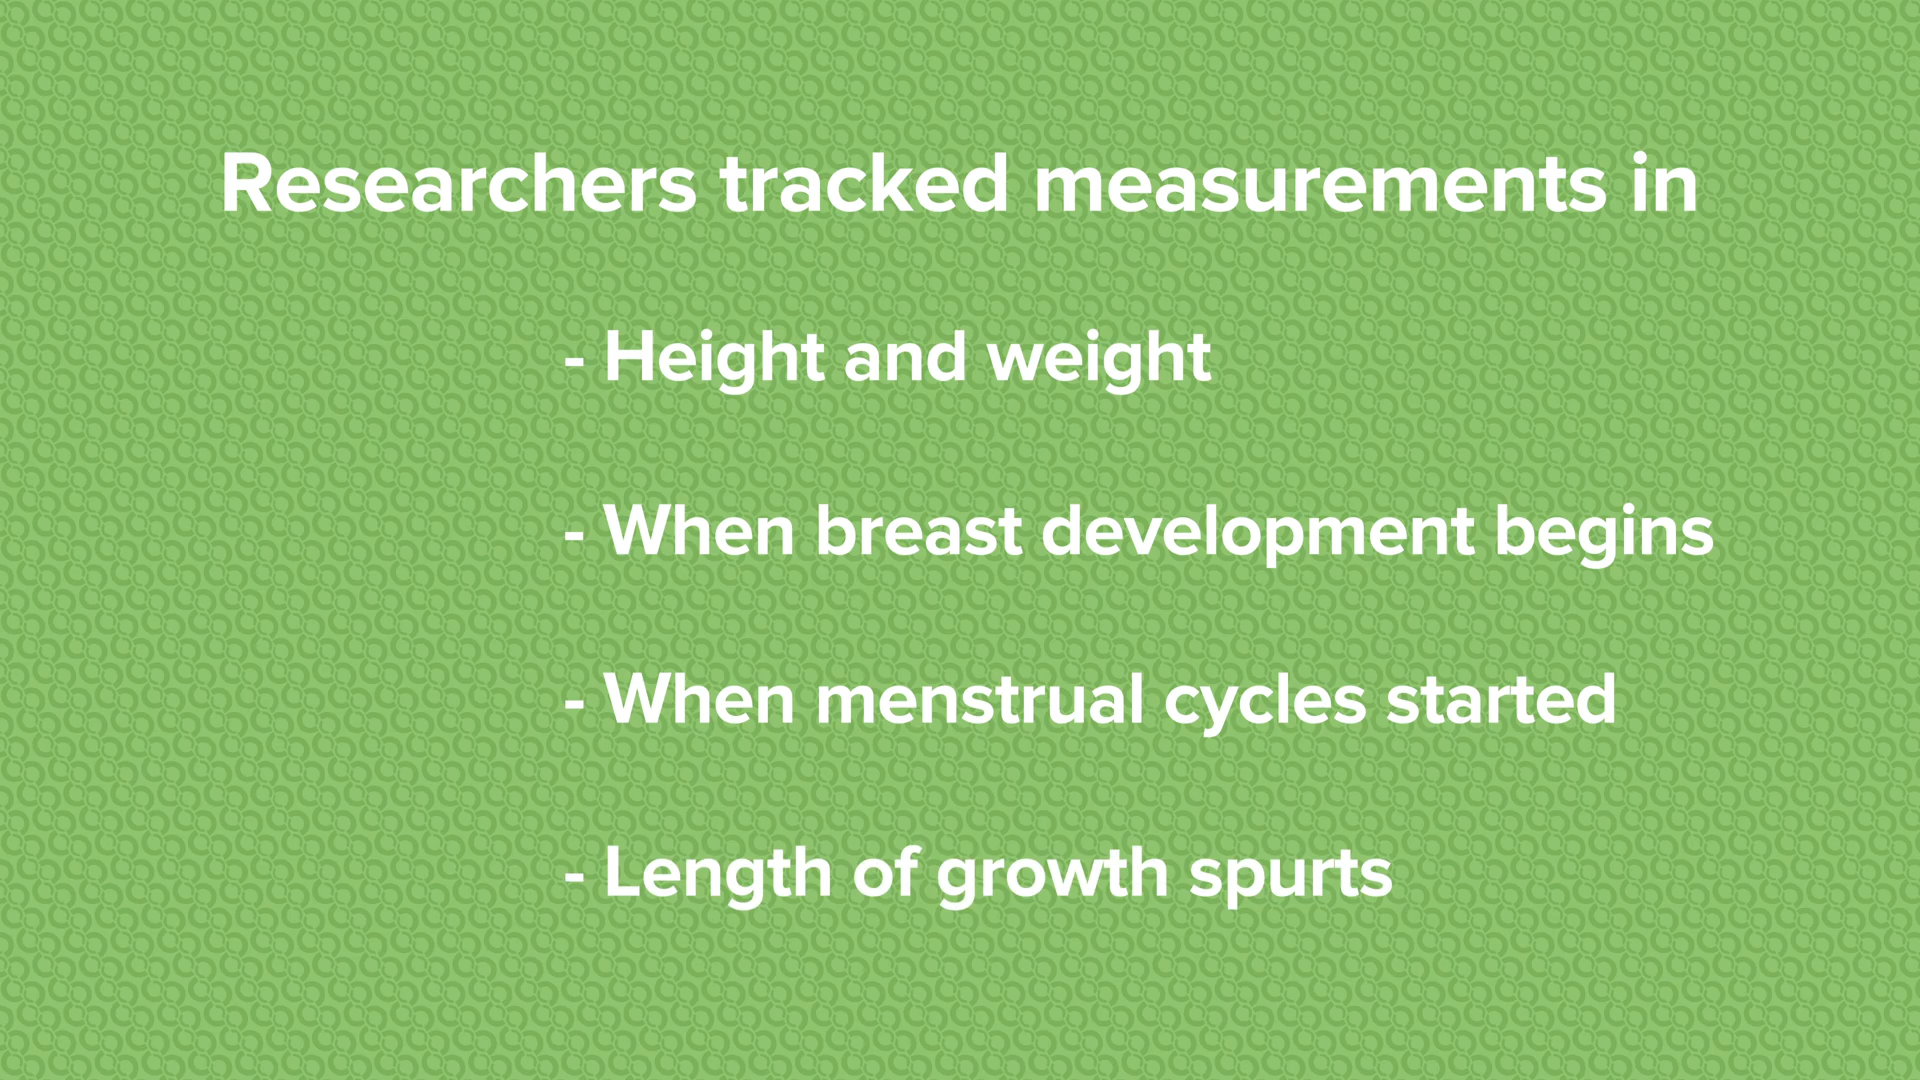 Researchers tracked measurements in
- Height and weight
- When breast development begins
- When menstrual cycles started
- Length of growth spurts